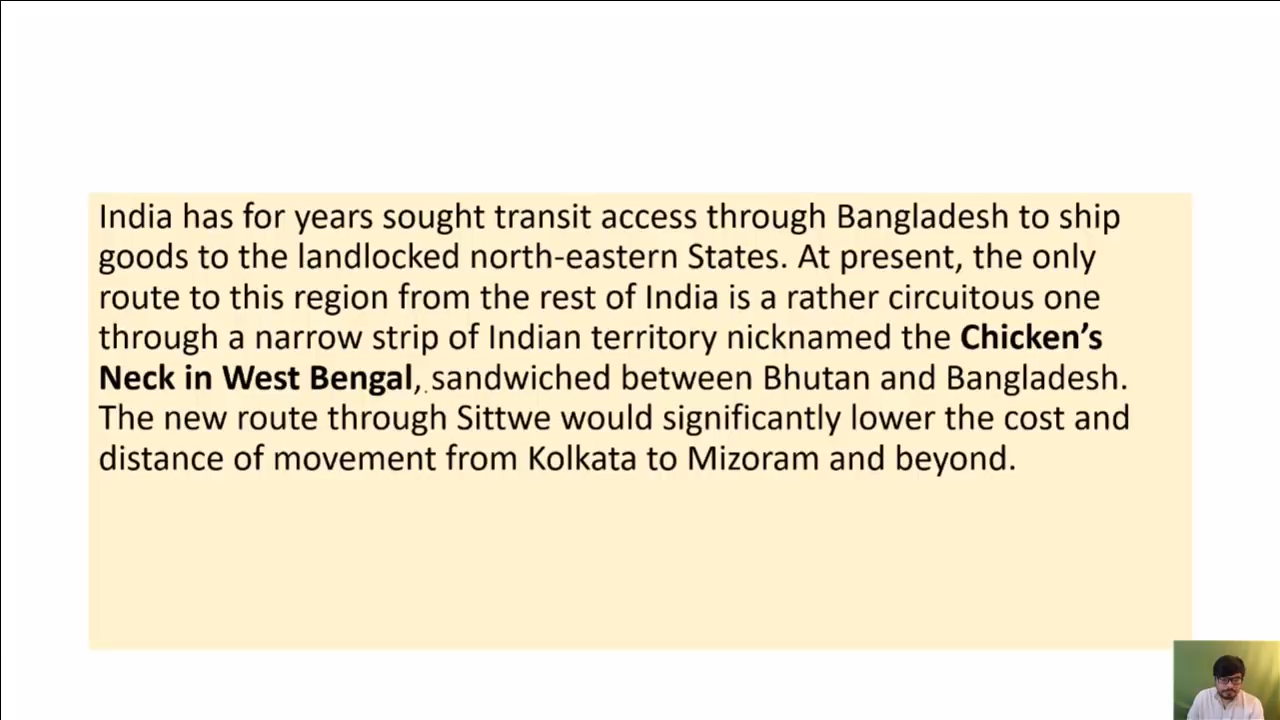 India has for years sought transit access through Bangladesh to ship
goods to the landlocked north-eastern States. At present, the only
route to this region from the rest of India is a rather circuitous one
through a narrow strip of Indian territory nicknamed the Chicken’s
Neck in West Bengal, sandwiched between Bhutan and Bangladesh.
The new route through Sittwe would significantly lower the cost and
distance of movement from Kolkata to Mizoram and beyond.